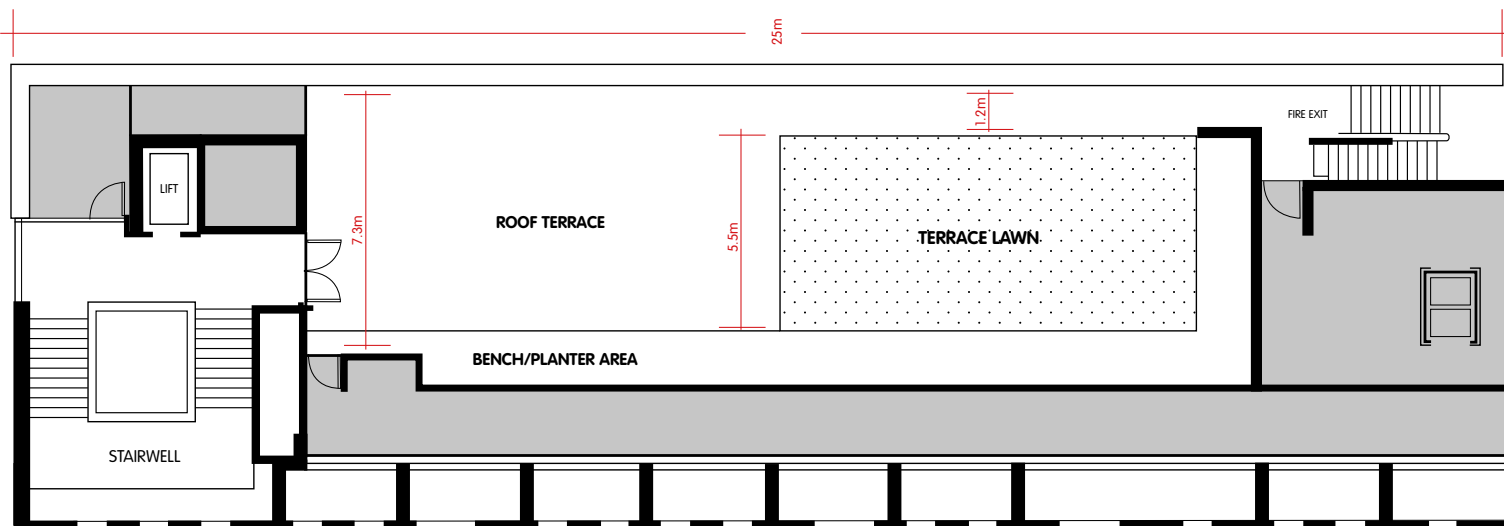 25m
1.2m
FIRE EXIT
LIFT
7.3m
ROOF TERRACE
5.5m
TERRACE LAWN
BENCH/PLANTER AREA
STAIRWELL